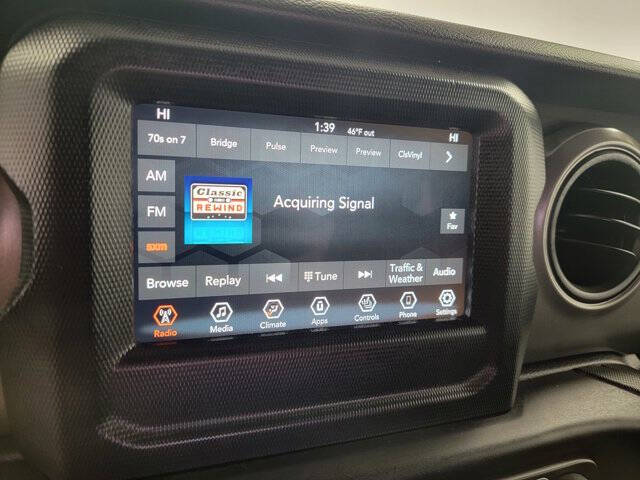 HI
1:39 46°F out
HI
70s on 7 Bridge Pulse Preview Preview ClsVinyl
AM
FM
sxm
Classic
REWIND
Acquiring Signal
Fav
Browse Replay Tune Traffic & Weather Audio
Radio Media Climate Apps Controls Phone Settings